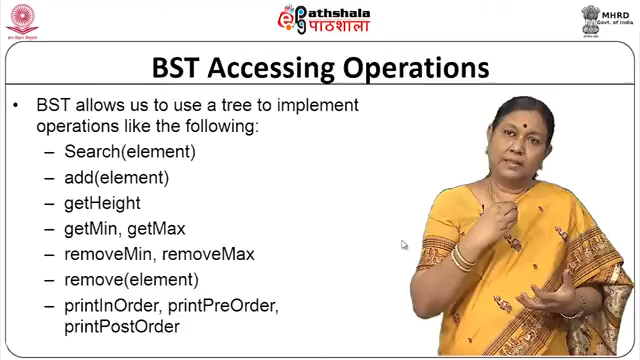 Pathshala
पाठशाला
MHRD
Govt. of India
BST Accessing Operations
• BST allows us to use a tree to implement
operations like the following:
– Search(element)
– add(element)
– getHeight
– getMin, getMax
– removeMin, removeMax
– remove(element)
– printInOrder, printPreOrder,
printPostOrder